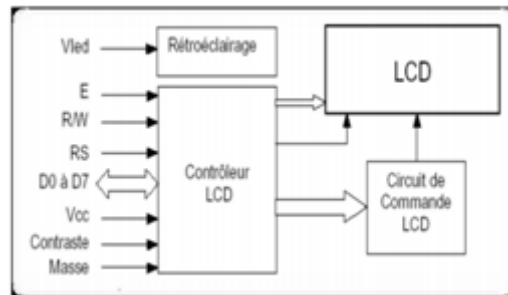 Vled
Rétroéclairage
LCD
E
R/W
RS
D0 à D7
Vcc
Contraste
Masse
Contrôleur
LCD
Circuit de
Commande
LCD